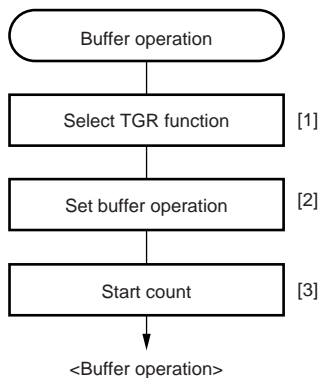 Buffer operation
Select TGR function [1]
Set buffer operation [2]
Start count [3]
<Buffer operation>